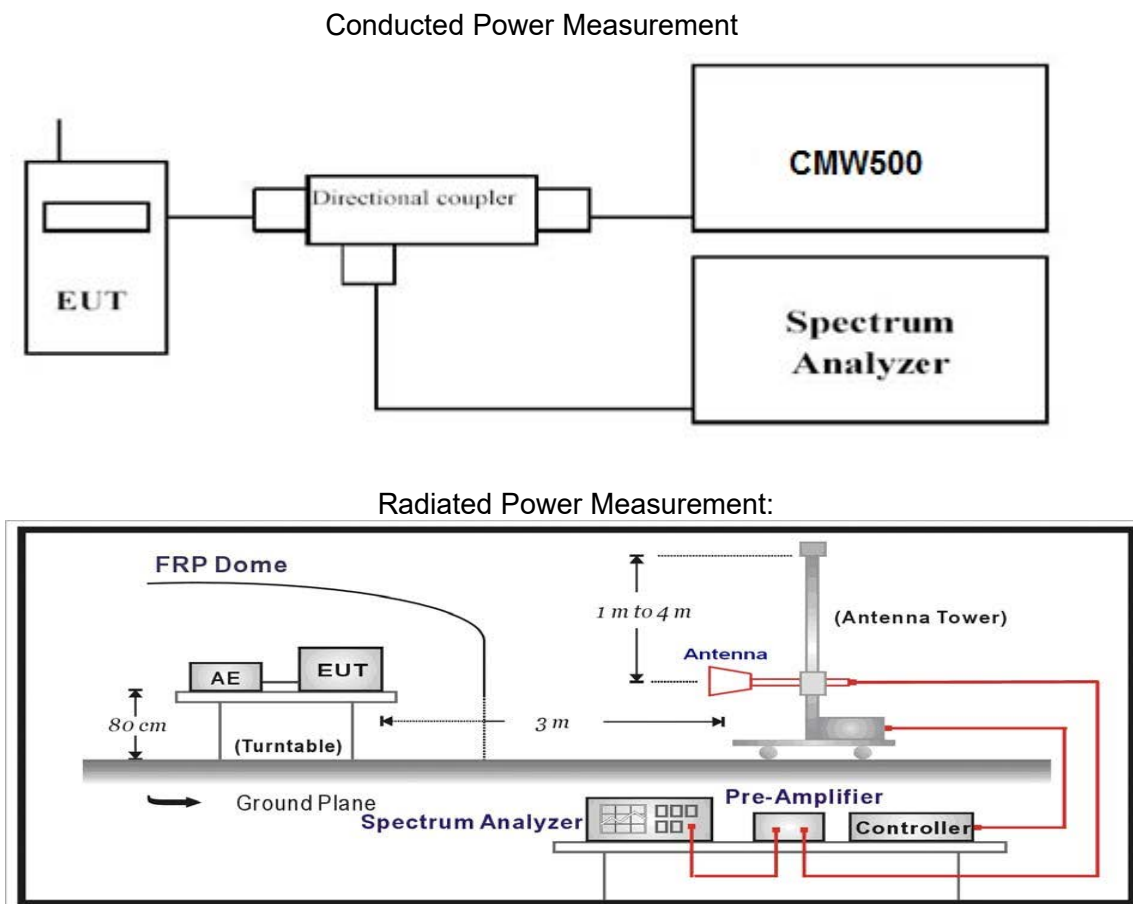 Conducted Power Measurement
CMW500
Directional coupler
EUT
Spectrum
Analyzer
Radiated Power Measurement:
FRP Dome
1 m to 4 m
(Antenna Tower)
Antenna
AE
EUT
80 cm
3 m
(Turntable)
Ground Plane
Pre-Amplifier
Spectrum Analyzer
Controller